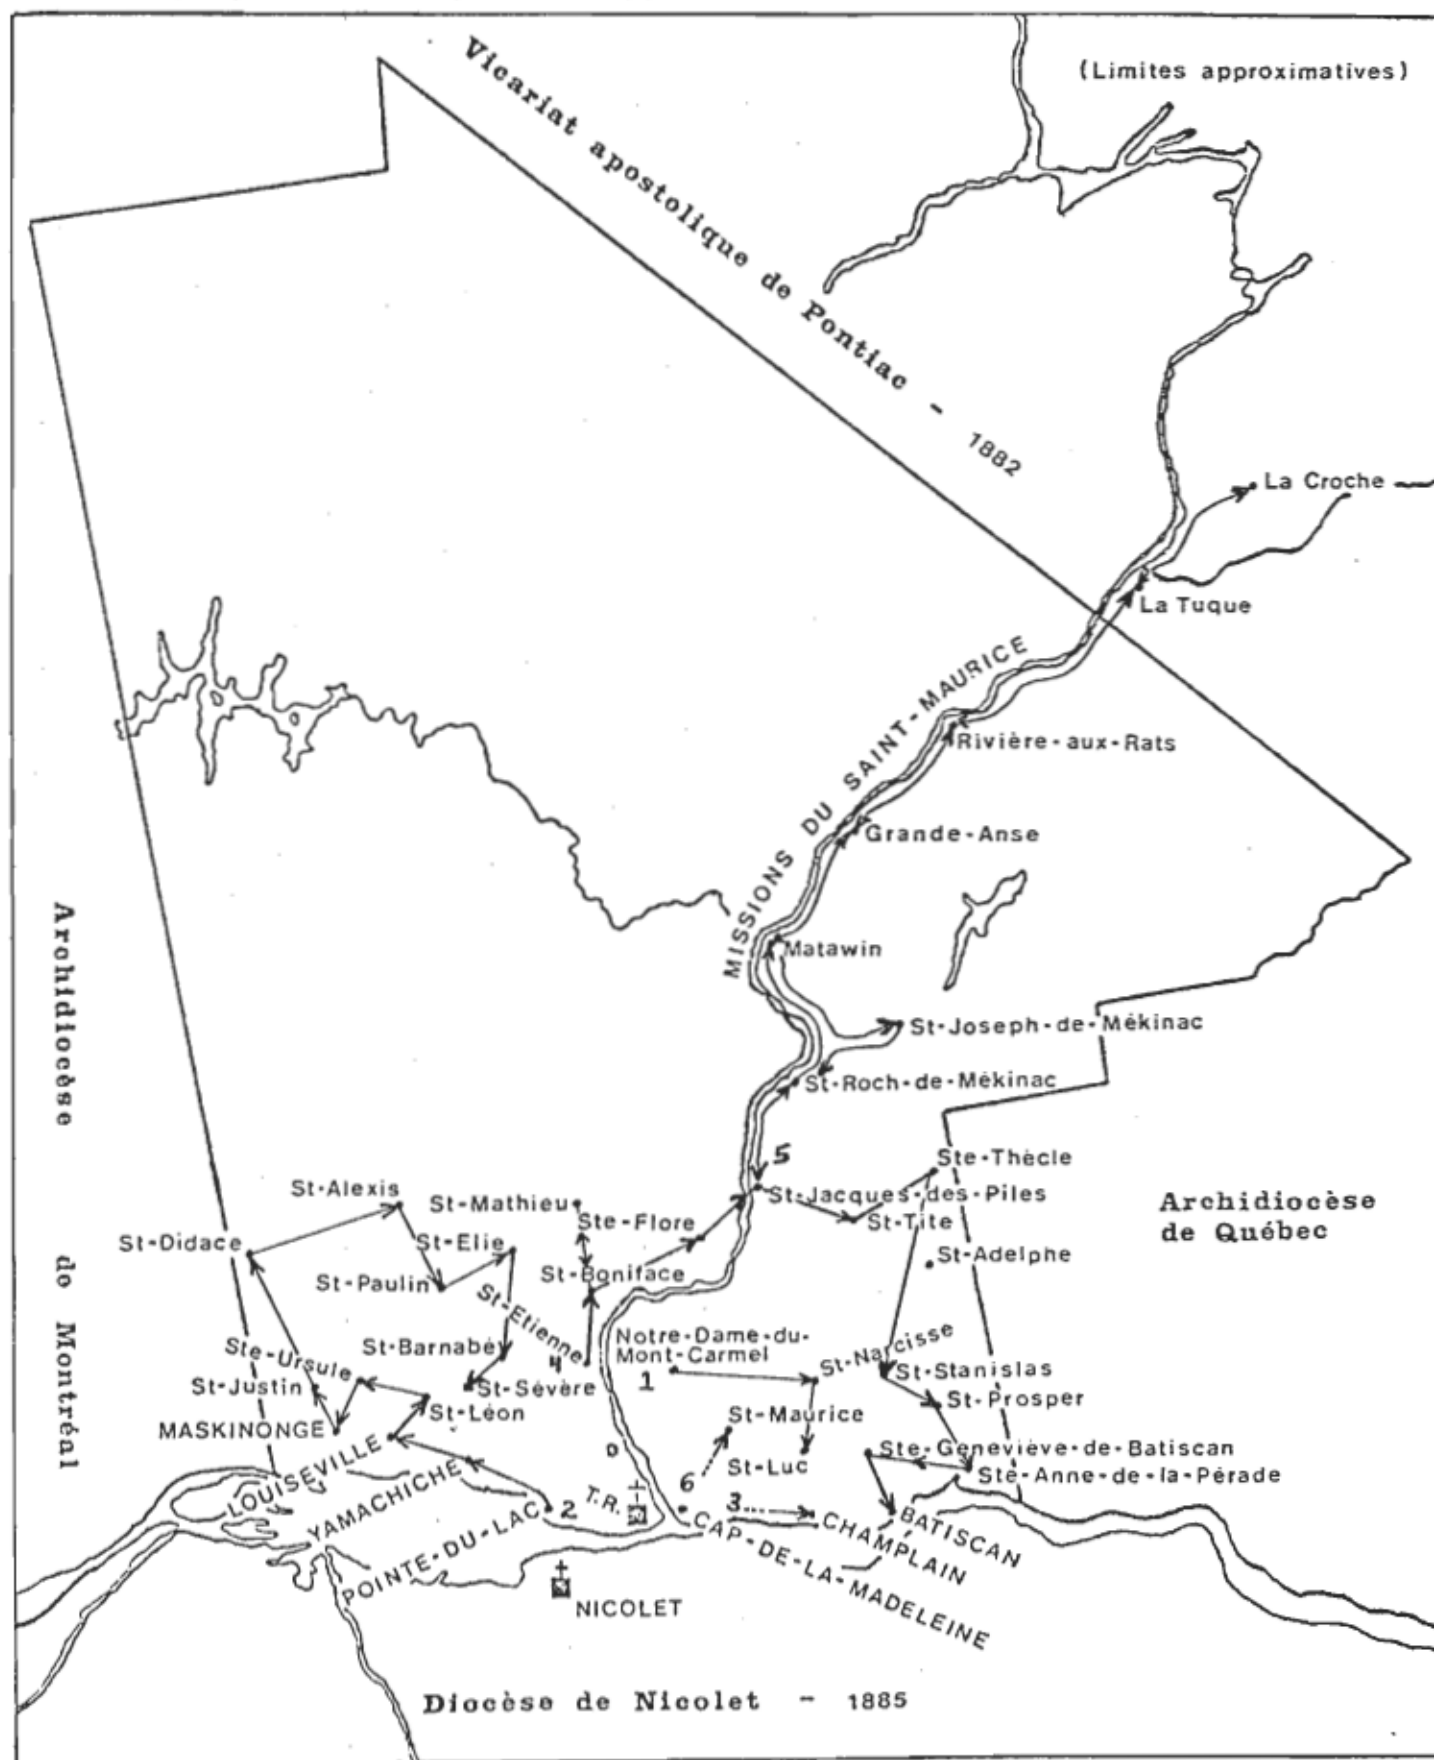 (Limites approximatives)
Vicariat apostolique de Pontiac - 1882
La Croche
La Tuque
MISSIONS DU SAINT-MAURICE
Rivière-aux-Rats
Grande-Anse
Matawin
St-Joseph-de-Mékinac
St-Roch-de-Mékinac
Archidiocèse de Montréal
5
Ste-Thècle
St-Jacques-des-Piles
St-Tite
Archidiocèse
de Québec
St-Alexis
St-Mathieu
Ste-Flore
St-Didace
St-Elie
St-Adelphe
St-Paulin
St-Boniface
St-Etienne
4
Notre-Dame-du-
Mont-Carmel
1
St-Narcisse
St-Barnabé
Ste-Ursule
St-Justin
St-Sévère
St-Stanislas
St-Léon
St-Prosper
MASKINONGE
St-Maurice
LOUISEVILLE
St-Luc
Ste-Geneviève-de-Batiscan
Ste-Anne-de-la-Pérade
YAMACHICHE
T.R.
6
3
2
POINTE-DU-LAC
CAP-DE-LA-MADELEINE
CHAMPLAIN
BATISCAN
NICOLET
Diocèse de Nicolet - 1885